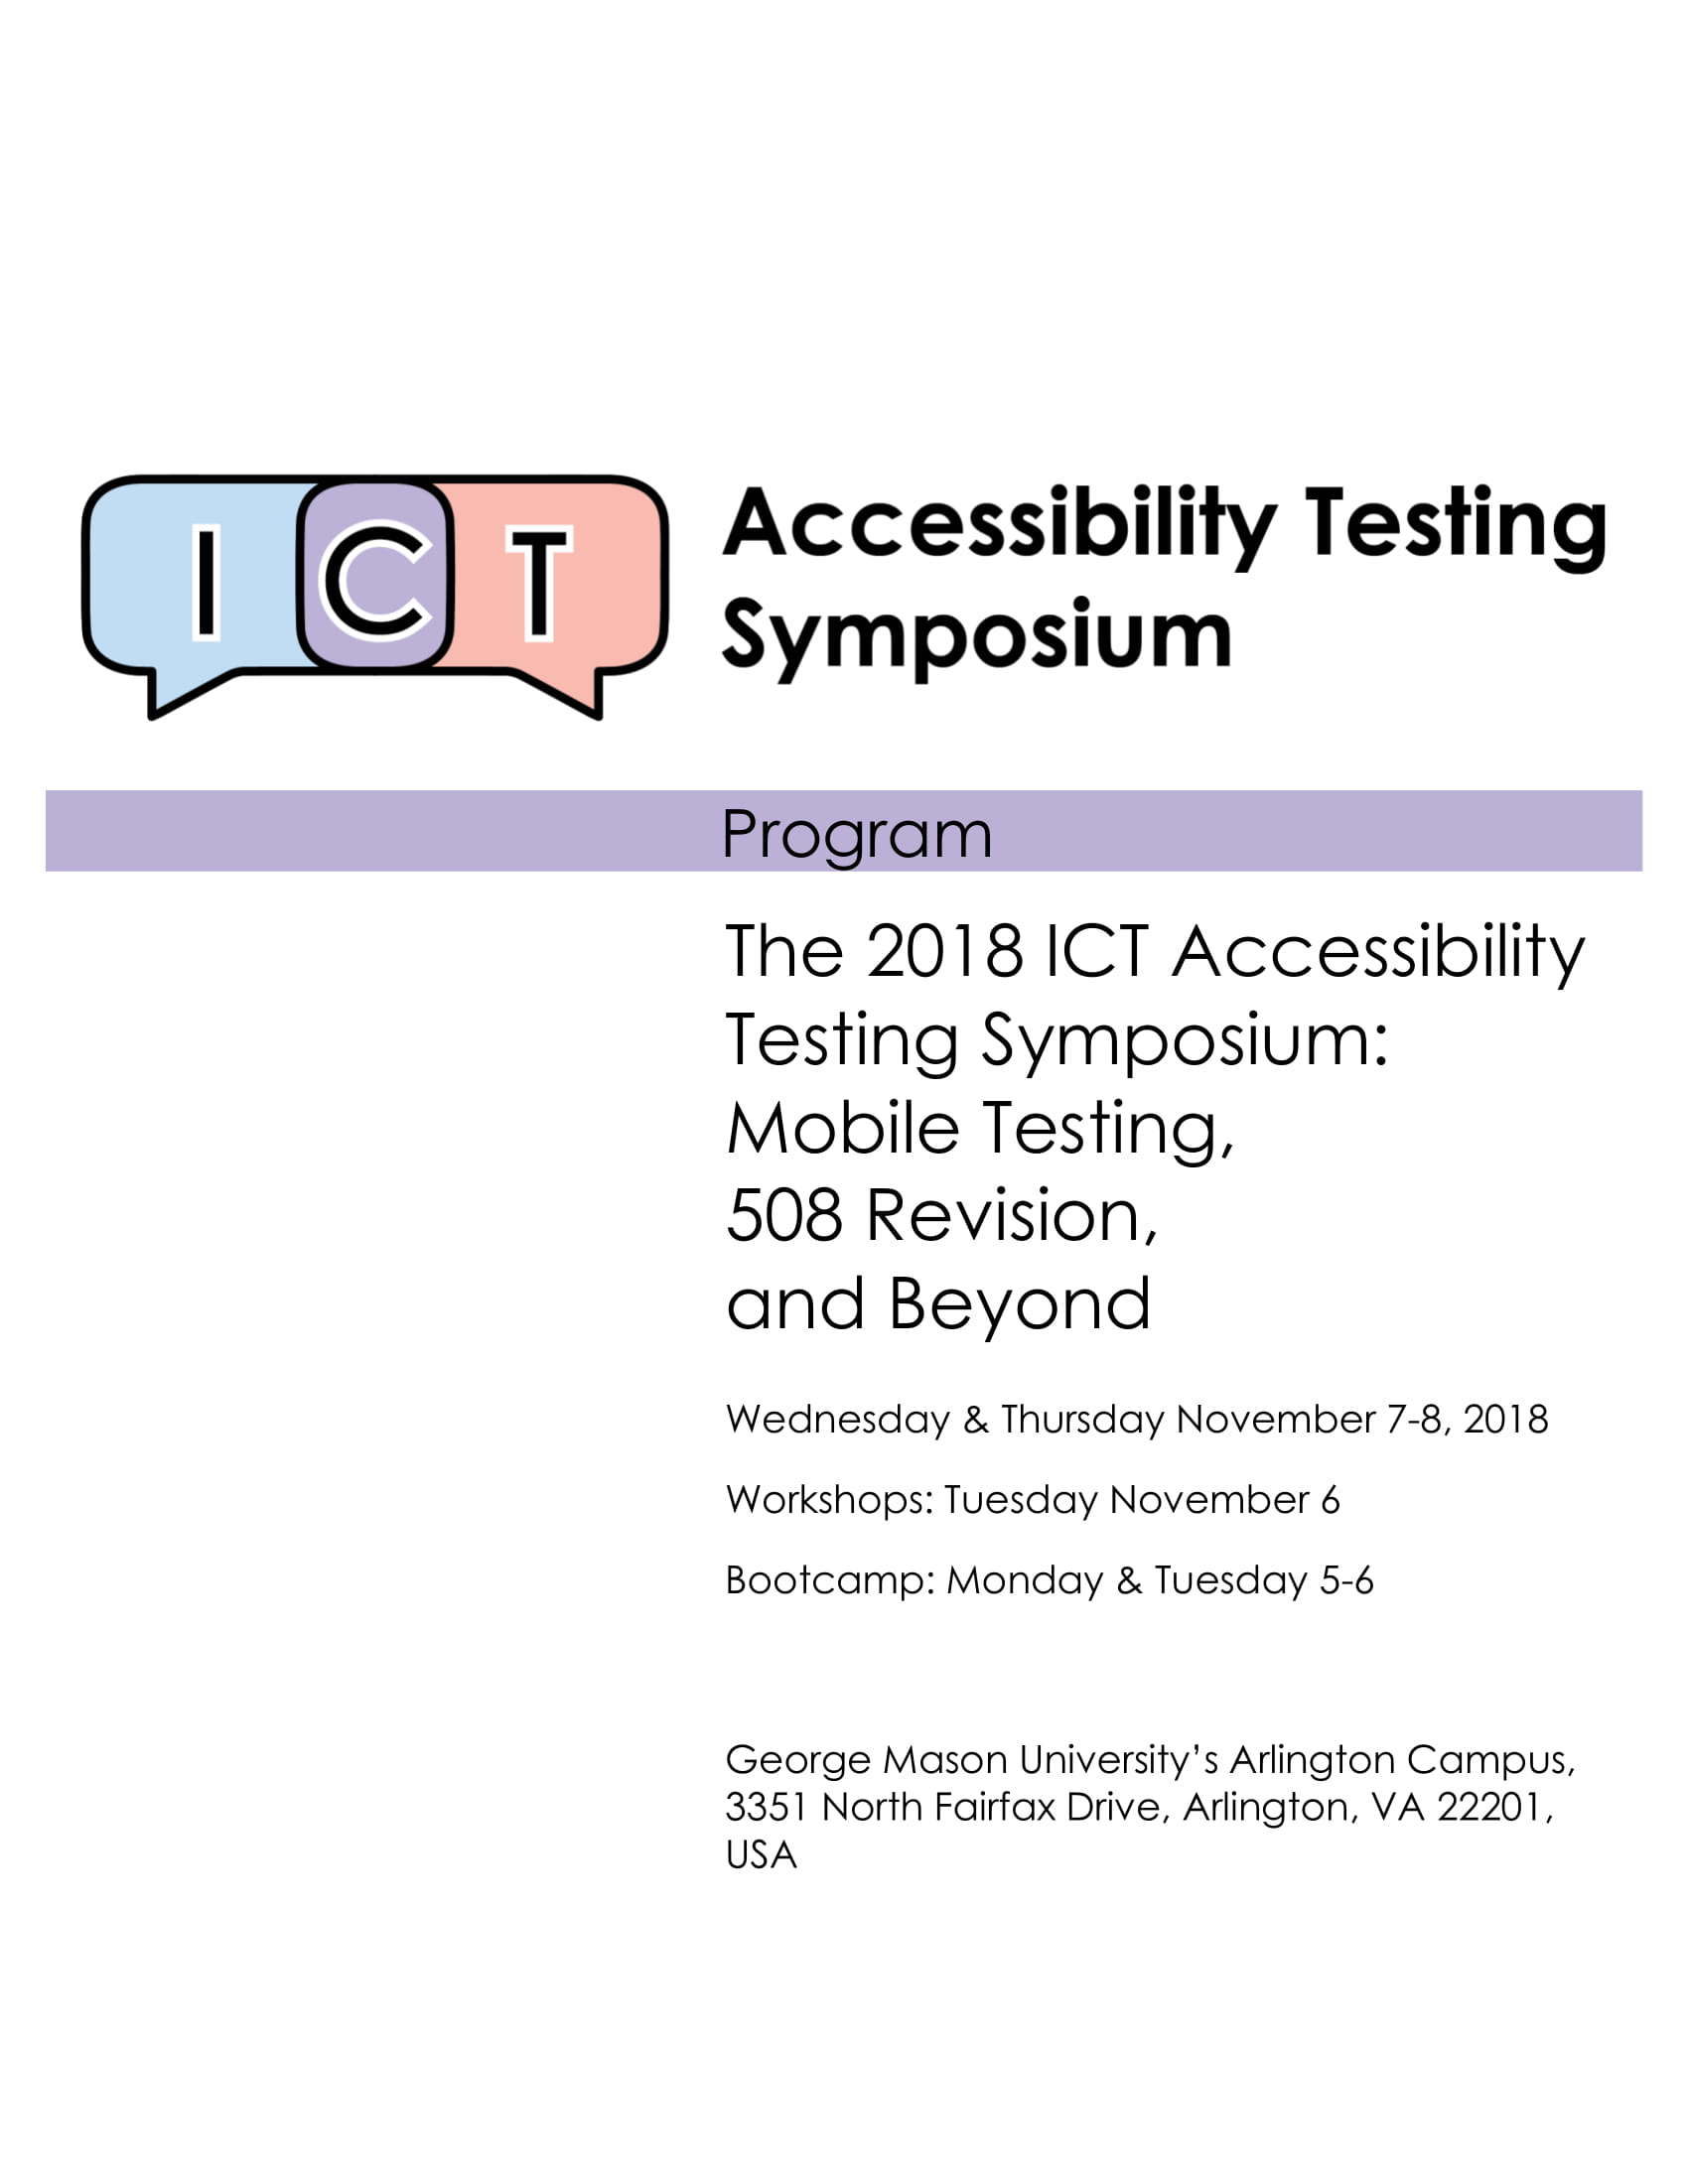 ICT
Accessibility Testing
Symposium
Program
The 2018 ICT Accessibility
Testing Symposium:
Mobile Testing,
508 Revision,
and Beyond
Wednesday & Thursday November 7-8, 2018
Workshops: Tuesday November 6
Bootcamp: Monday & Tuesday 5-6
George Mason University’s Arlington Campus,
3351 North Fairfax Drive, Arlington, VA 22201,
USA